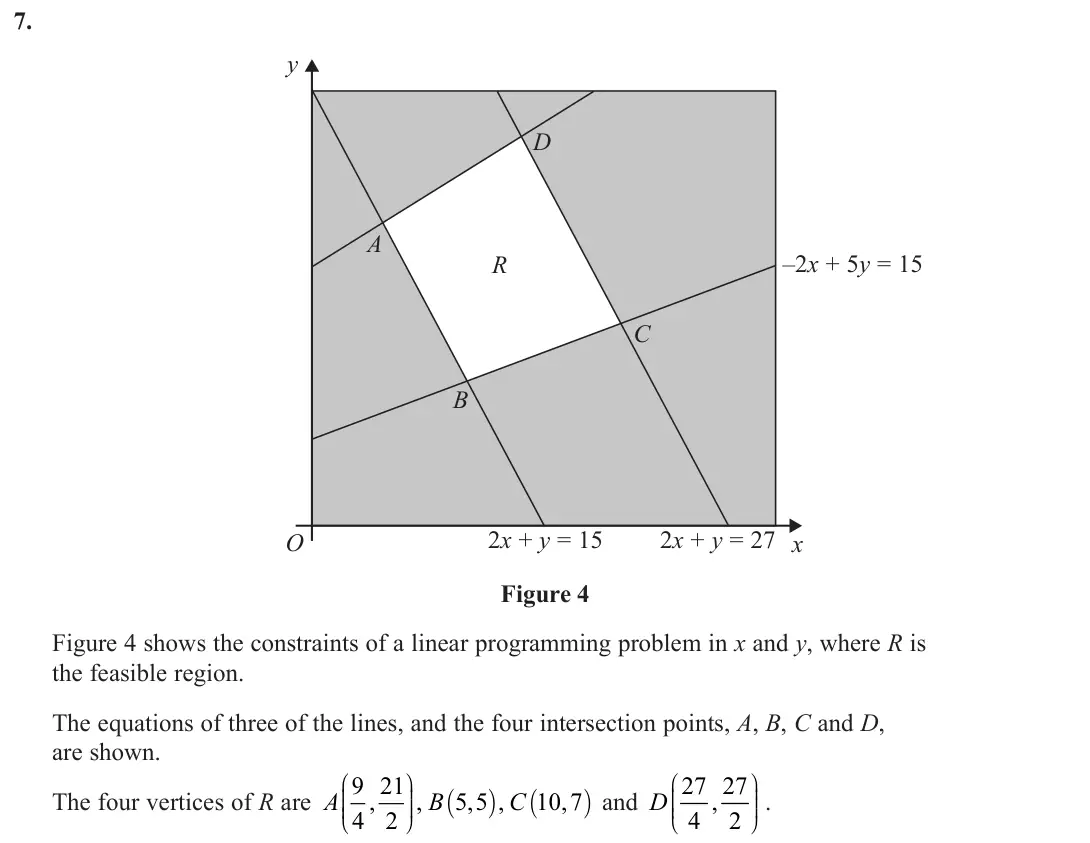 7.
y
D
A
R
–2x + 5y = 15
C
B
O 2x + y = 15 2x + y = 27 x
Figure 4
Figure 4 shows the constraints of a linear programming problem in x and y, where R is
the feasible region.
The equations of three of the lines, and the four intersection points, A, B, C and D,
are shown.
The four vertices of R are A(9/4, 21/2), B(5,5), C(10,7) and D(27/4, 27/2).